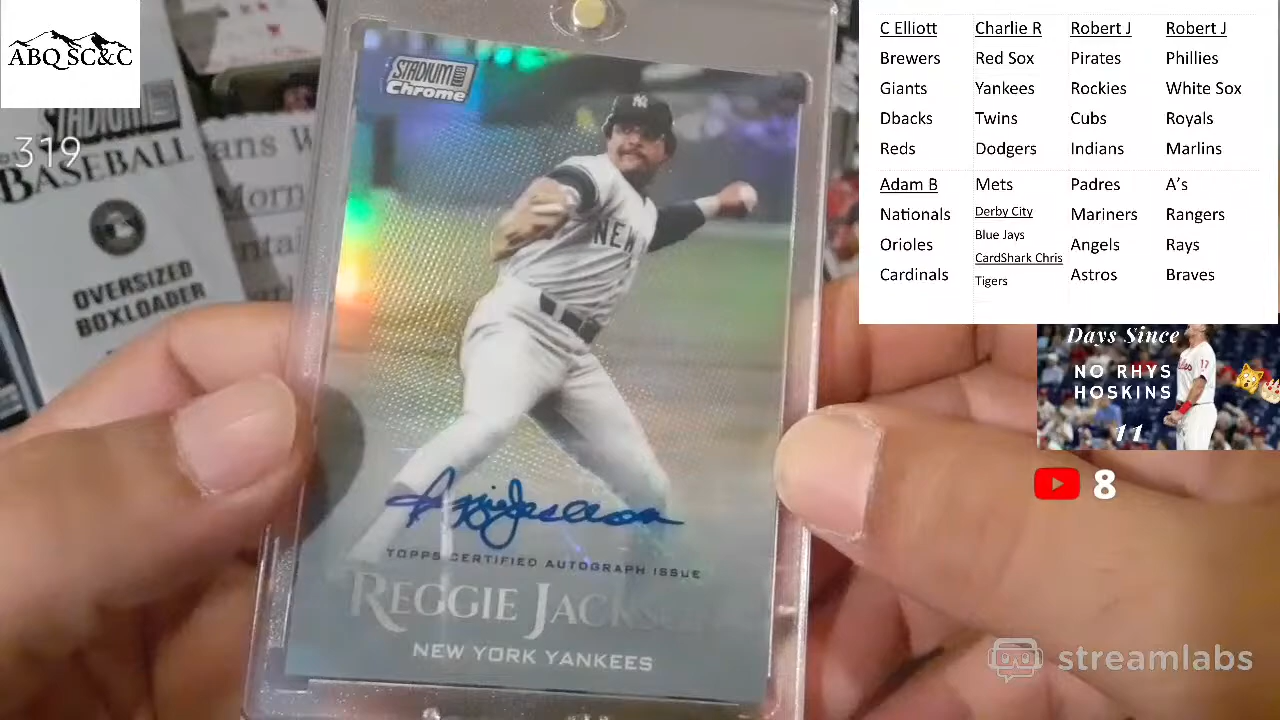 ABQ SC&C
319
STADIUM
BASEBALL
OVERSIZED
BOXLOADER
STADIUM CLUB
Chrome
NY
NEW
TOPPS CERTIFIED AUTOGRAPH ISSUE
REGGIE JACKSON
NEW YORK YANKEES
C Elliott
Brewers
Giants
Dbacks
Reds
Adam B
Nationals
Orioles
Cardinals
Charlie R
Red Sox
Yankees
Twins
Dodgers
Mets
Derby City
Blue Jays
CardShark Chris
Tigers
Robert J
Pirates
Rockies
Cubs
Indians
Padres
Mariners
Angels
Astros
Robert J
Phillies
White Sox
Royals
Marlins
A's
Rangers
Rays
Braves
Days Since
NO RHYS
HOSKINS
11
8
streamlabs